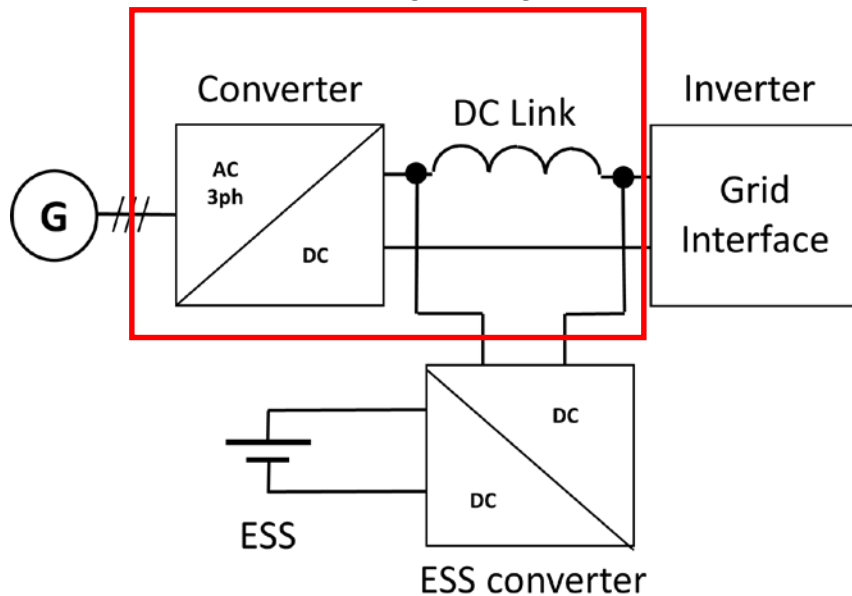 Converter
DC Link
Inverter
AC
3ph
DC
G
Grid
Interface
DC
DC
ESS
ESS converter